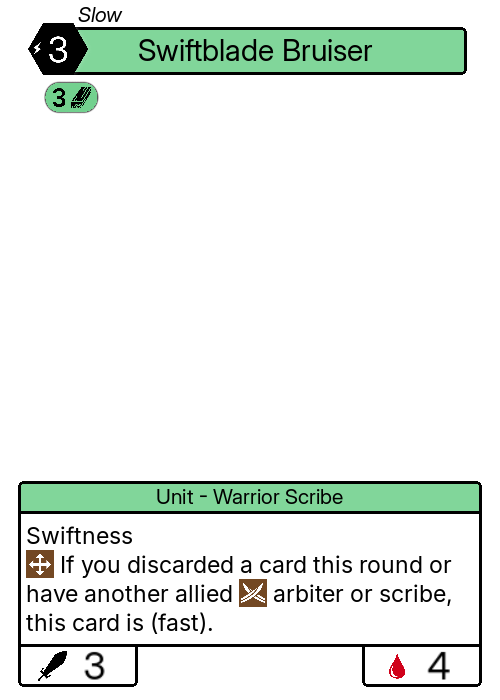 Slow
3
Swiftblade Bruiser
3
Unit - Warrior Scribe
Swiftness
If you discarded a card this round or
have another allied arbiter or scribe,
this card is (fast).
3
4